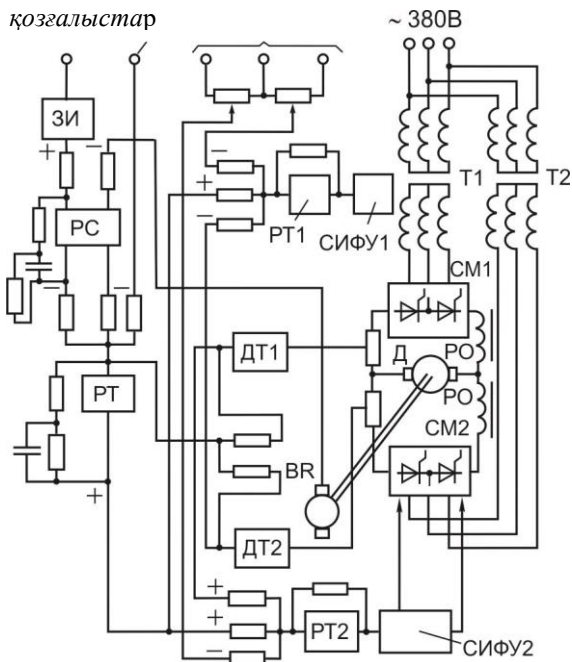 қозғалыстар
~ 380В
ЗИ
+
–
–
+
–
РС
РТ1
СИФУ1
Т1
Т2
СМ1
–
–
ДТ1
Д
РО
РТ
РО
СМ2
BR
+
ДТ2
+
+
–
РТ2
СИФУ2